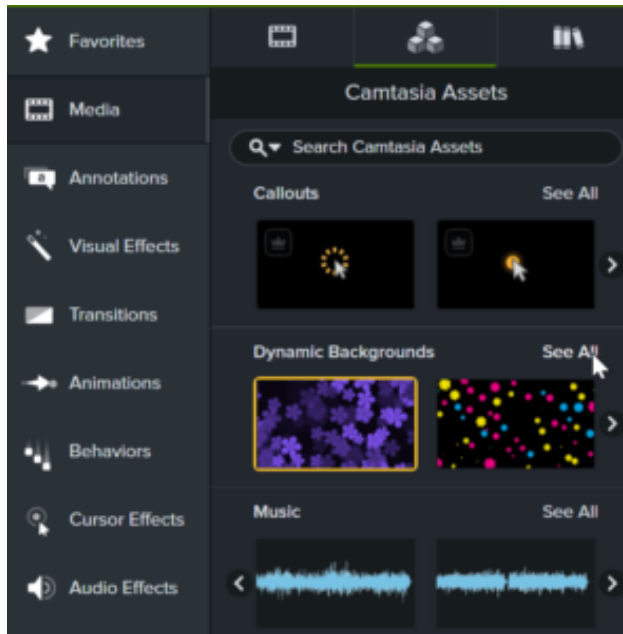 Favorites
Media
Annotations
Visual Effects
Transitions
Animations
Behaviors
Cursor Effects
Audio Effects
Camtasia Assets
Search Camtasia Assets
Callouts See All
Dynamic Backgrounds See All
Music See All